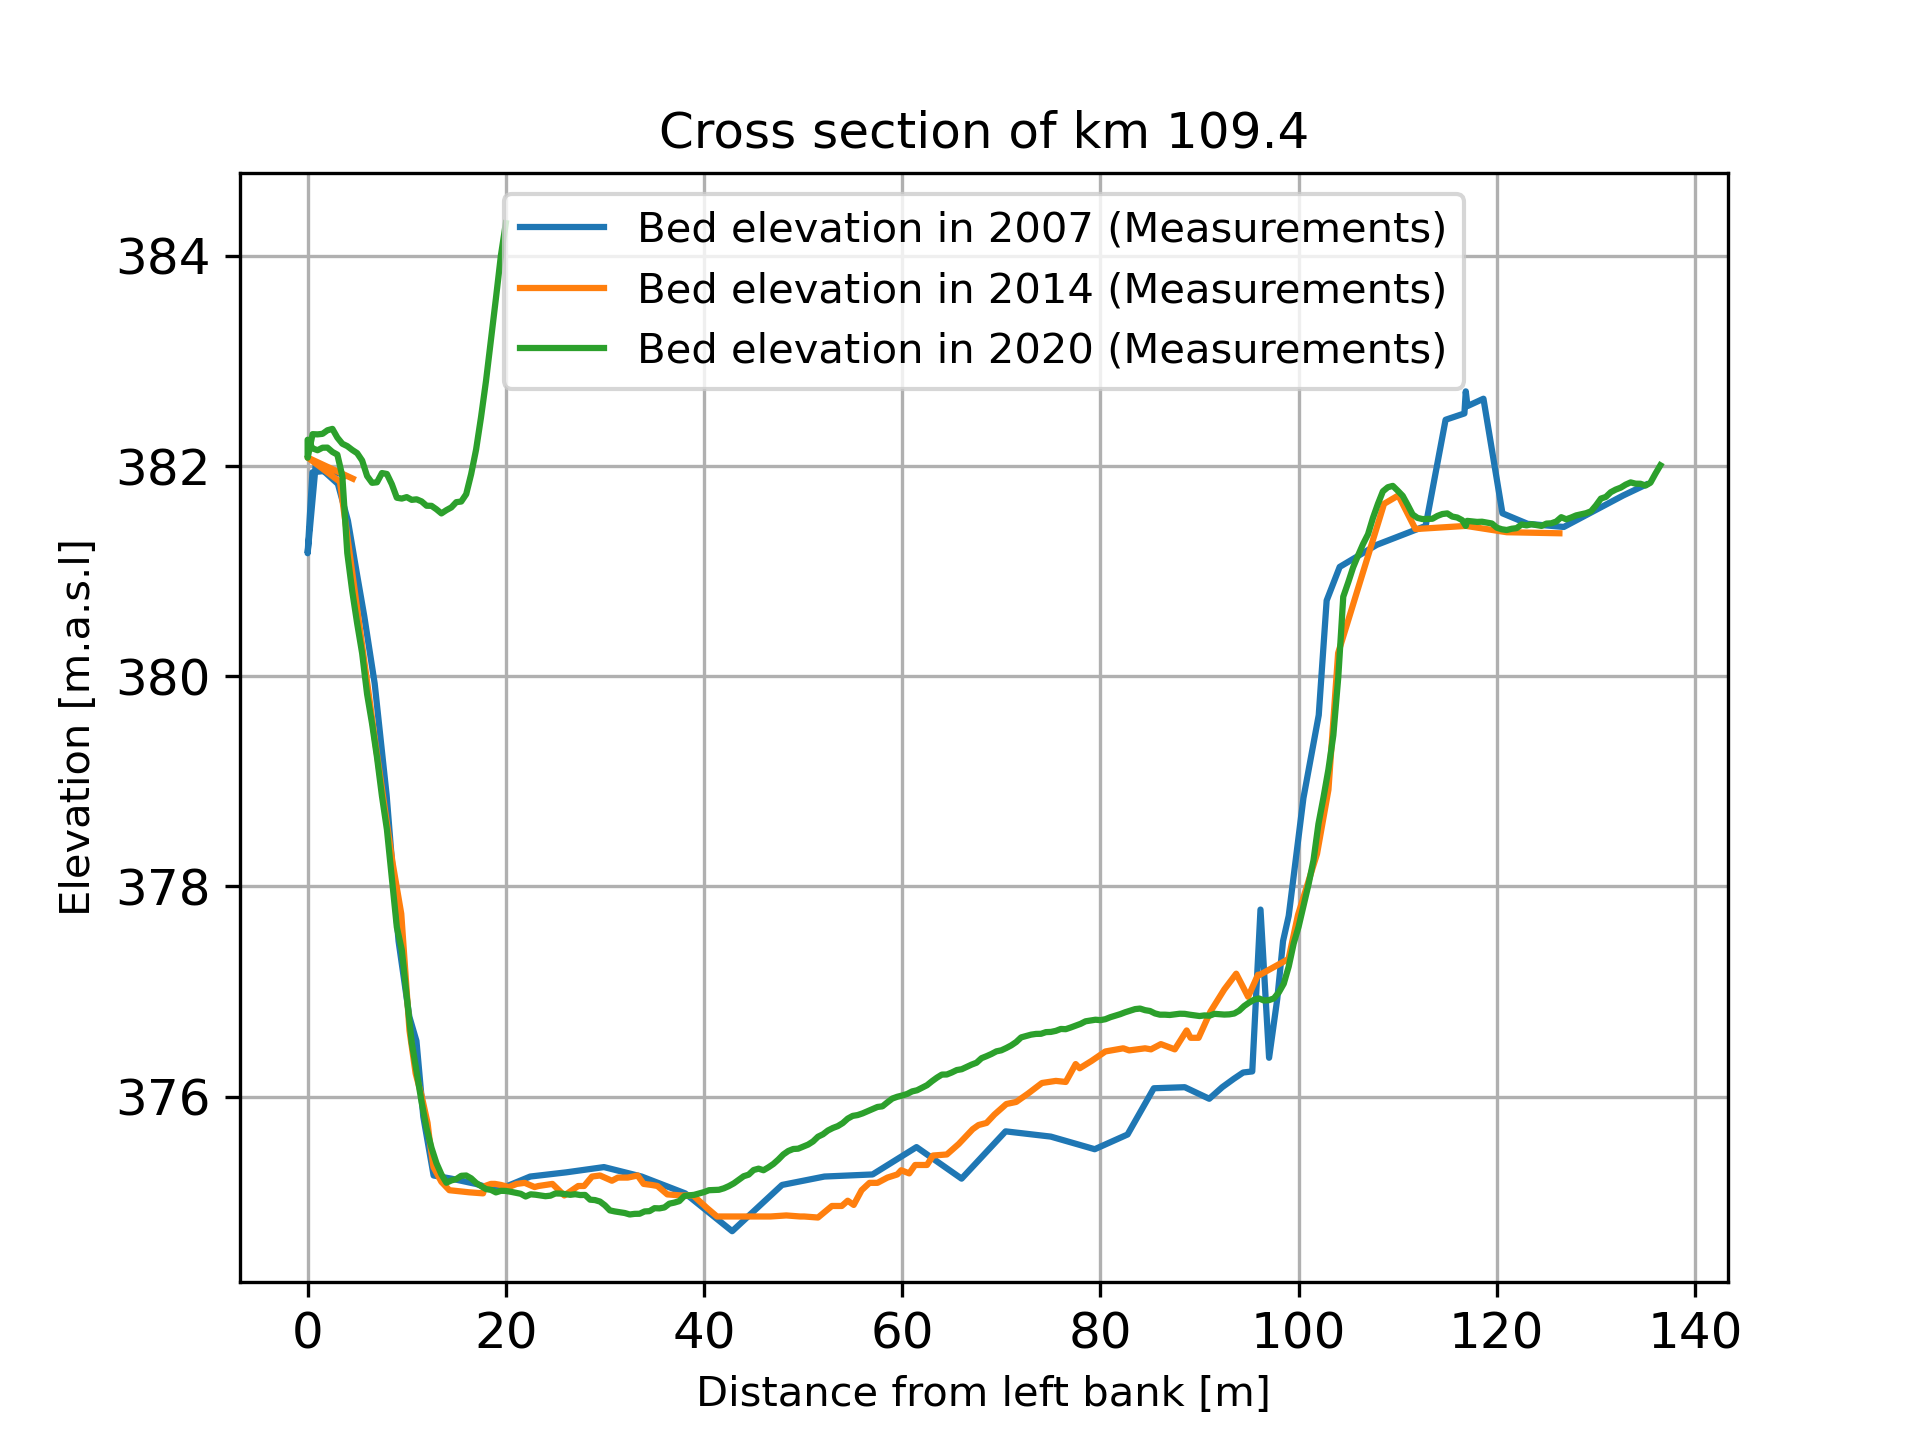 Cross section of km 109.4
Bed elevation in 2007 (Measurements)
Bed elevation in 2014 (Measurements)
Bed elevation in 2020 (Measurements)
384
382
380
378
376
Elevation [m.a.s.l]
0 20 40 60 80 100 120 140
Distance from left bank [m]